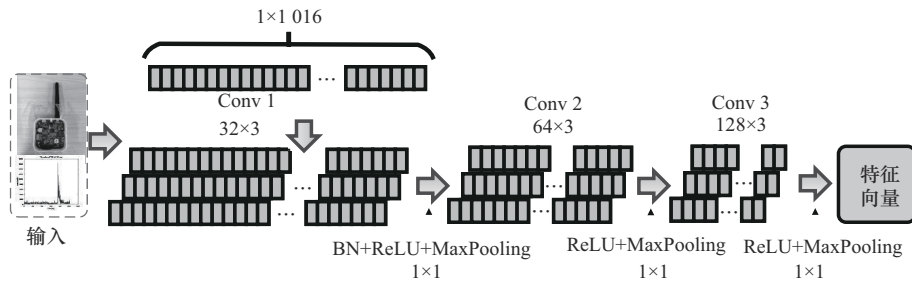 1×1 016
Conv 1
32×3
Conv 2
64×3
Conv 3
128×3
输入
特征
向量
BN+ReLU+MaxPooling
1×1
ReLU+MaxPooling
1×1
ReLU+MaxPooling
1×1